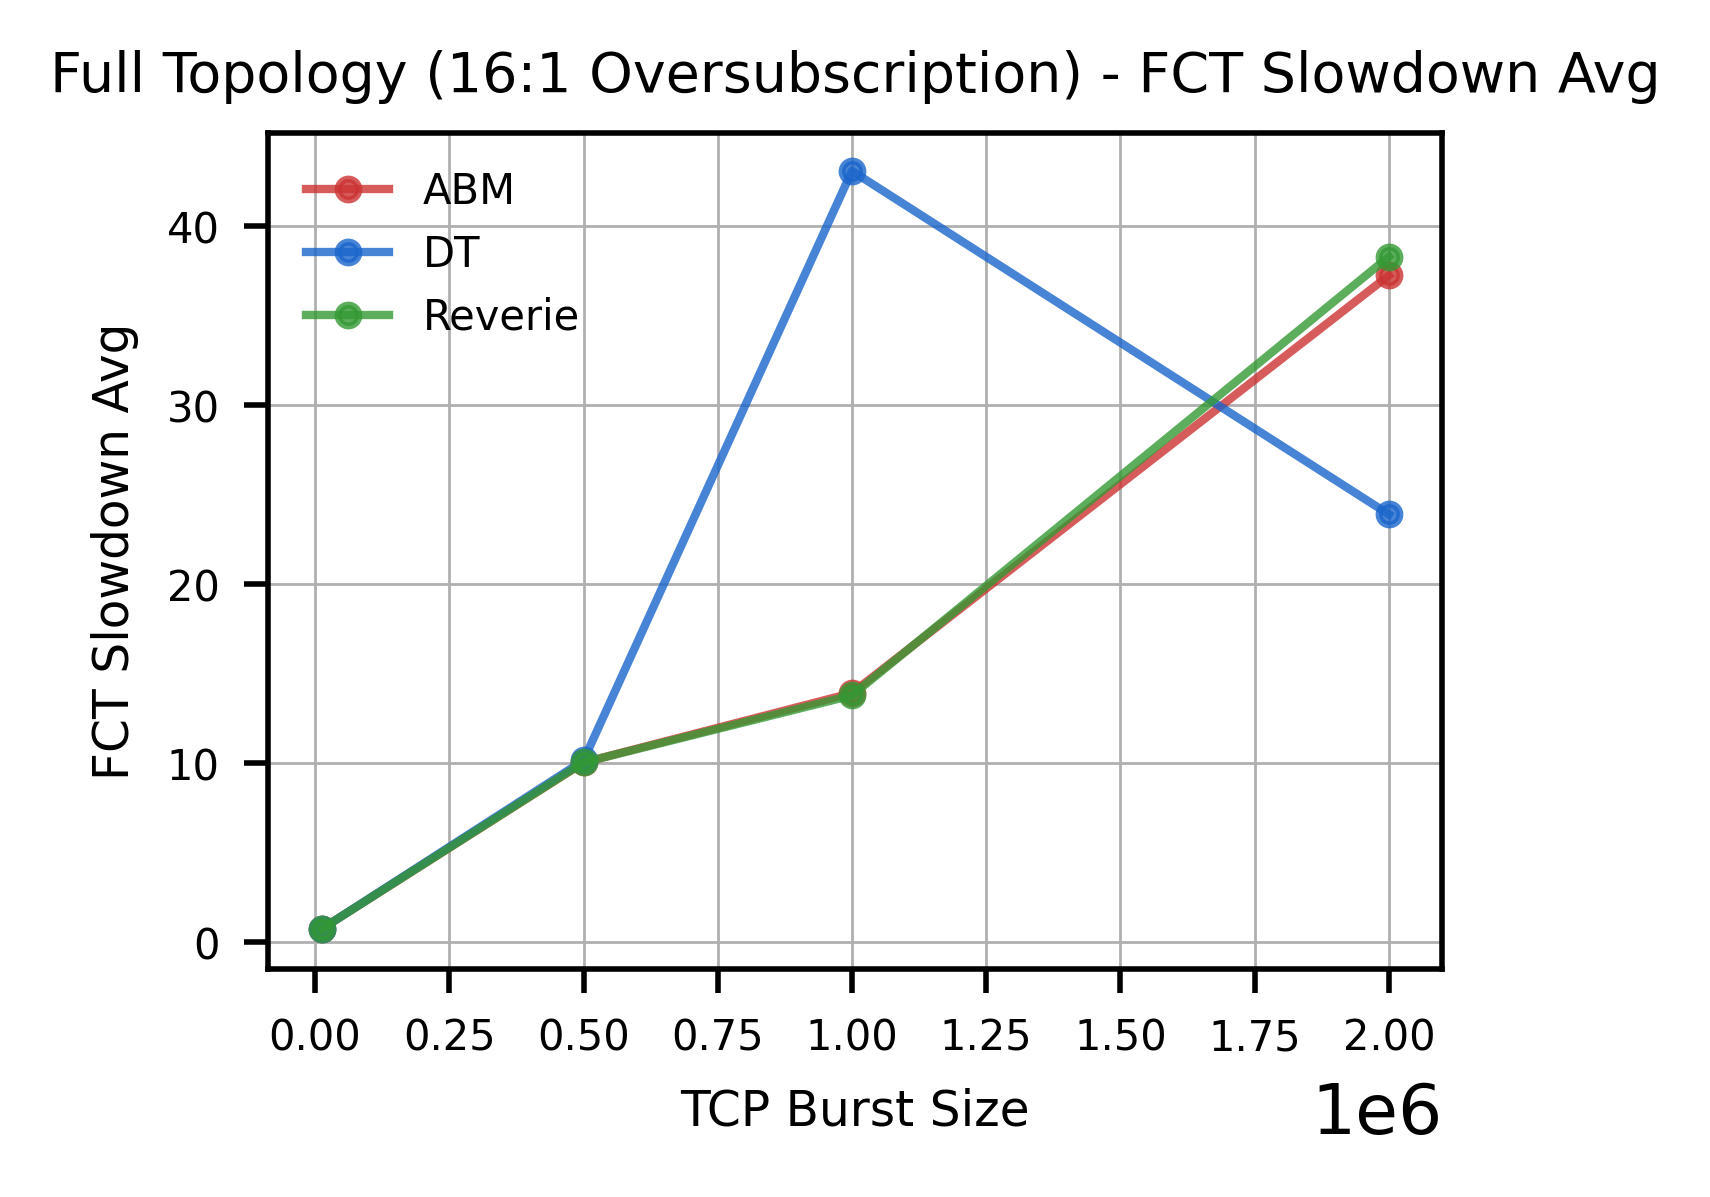 Full Topology (16:1 Oversubscription) - FCT Slowdown Avg
ABM
DT
Reverie
FCT Slowdown Avg
40
30
20
10
0
0.00 0.25 0.50 0.75 1.00 1.25 1.50 1.75 2.00
TCP Burst Size
1e6